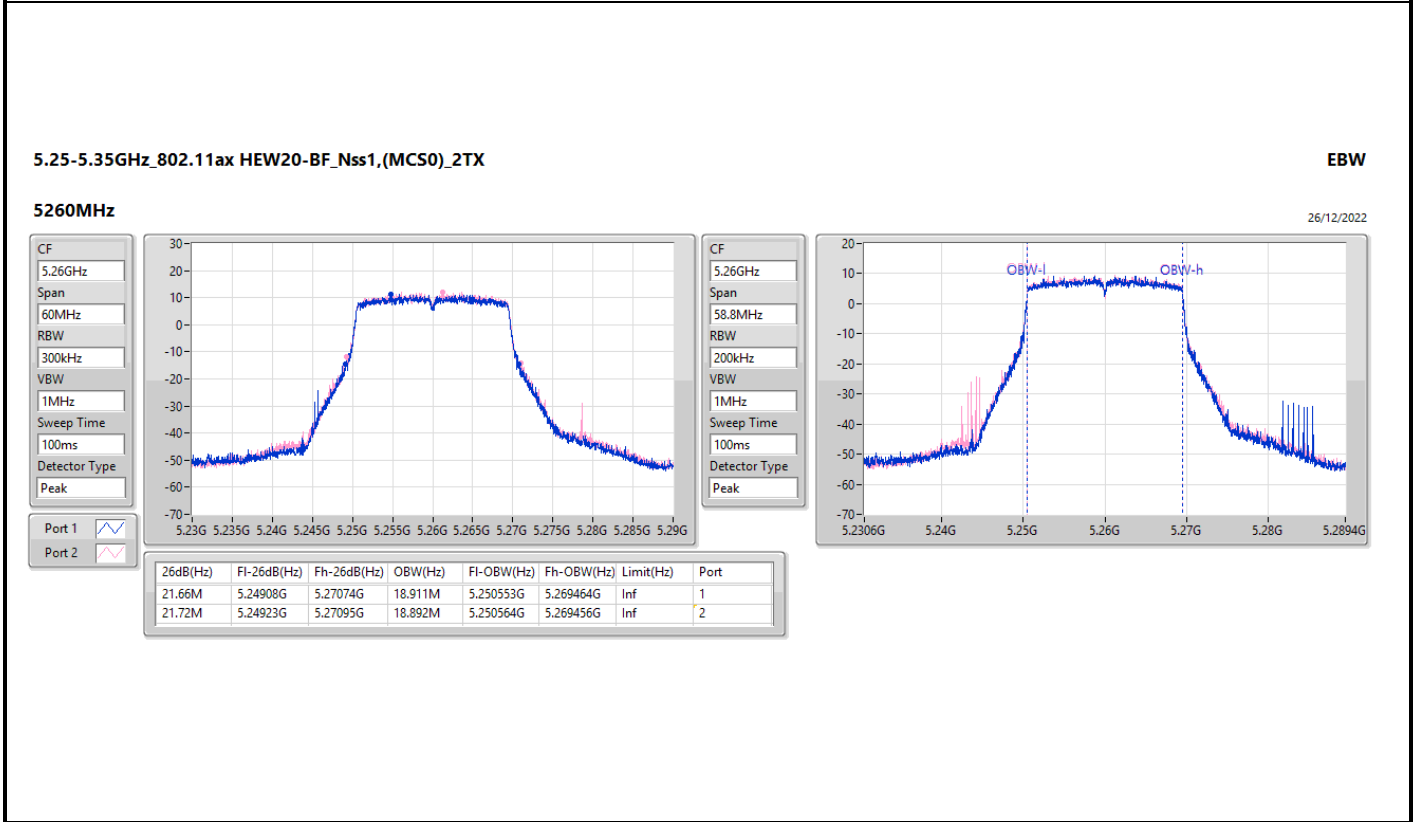 5.25-5.35GHz_802.11ax HEW20-BF_Nss1,(MCS0)_2TX
EBW
5260MHz
26/12/2022
CF
5.26GHz
Span
60MHz
RBW
300kHz
VBW
1MHz
Sweep Time
100ms
Detector Type
Peak
Port 1
Port 2
30
20
10
0
-10
-20
-30
-40
-50
-60
-70
5.23G 5.235G 5.24G 5.245G 5.25G 5.255G 5.26G 5.265G 5.27G 5.275G 5.28G 5.285G 5.29G
CF
5.26GHz
Span
58.8MHz
RBW
200kHz
VBW
1MHz
Sweep Time
100ms
Detector Type
Peak
20
10
0
-10
-20
-30
-40
-50
-60
-70
OBW-l OBW-h
5.2306G 5.24G 5.25G 5.26G 5.27G 5.28G 5.2894G
26dB(Hz) Fl-26dB(Hz) Fh-26dB(Hz) OBW(Hz) Fl-OBW(Hz) Fh-OBW(Hz) Limit(Hz) Port
21.66M 5.24908G 5.27074G 18.911M 5.250553G 5.269464G Inf 1
21.72M 5.24923G 5.27095G 18.892M 5.250564G 5.269456G Inf 2